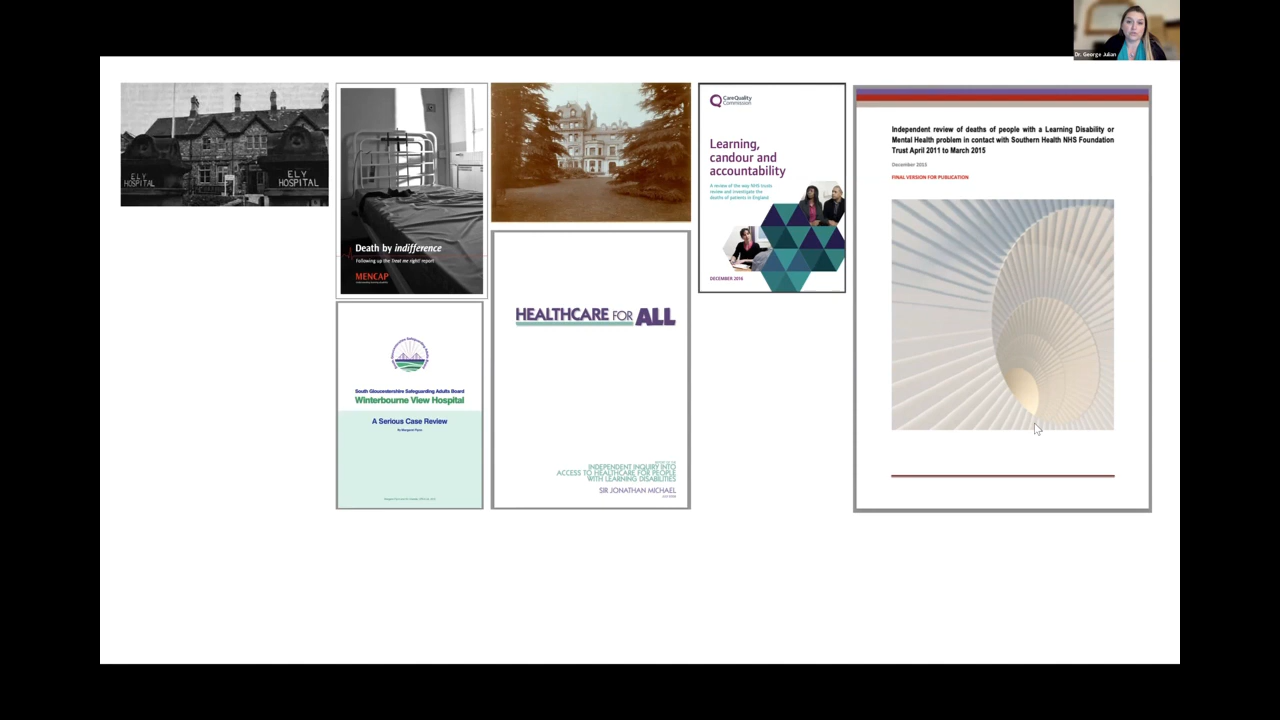 Dr. George Julian
ELY
HOSPITAL
ELY
HOSPITAL
Death by indifference
Following up the Treat me right! report
MENCAP
CareQuality
Commission
Learning,
candour and
accountability
A review of the way NHS trusts
review and investigate the
deaths of patients in England
DECEMBER 2016
Independent review of deaths of people with a Learning Disability or
Mental Health problem in contact with Southern Health NHS Foundation
Trust April 2011 to March 2015
December 2015
FINAL VERSION FOR PUBLICATION
South Gloucestershire Safeguarding Adults Board
Winterbourne View Hospital
A Serious Case Review
By Margaret Flynn
HEALTHCARE FOR ALL
INDEPENDENT INQUIRY INTO
ACCESS TO HEALTHCARE FOR PEOPLE
WITH LEARNING DISABILITIES
SIR JONATHAN MICHAEL
JULY 2008